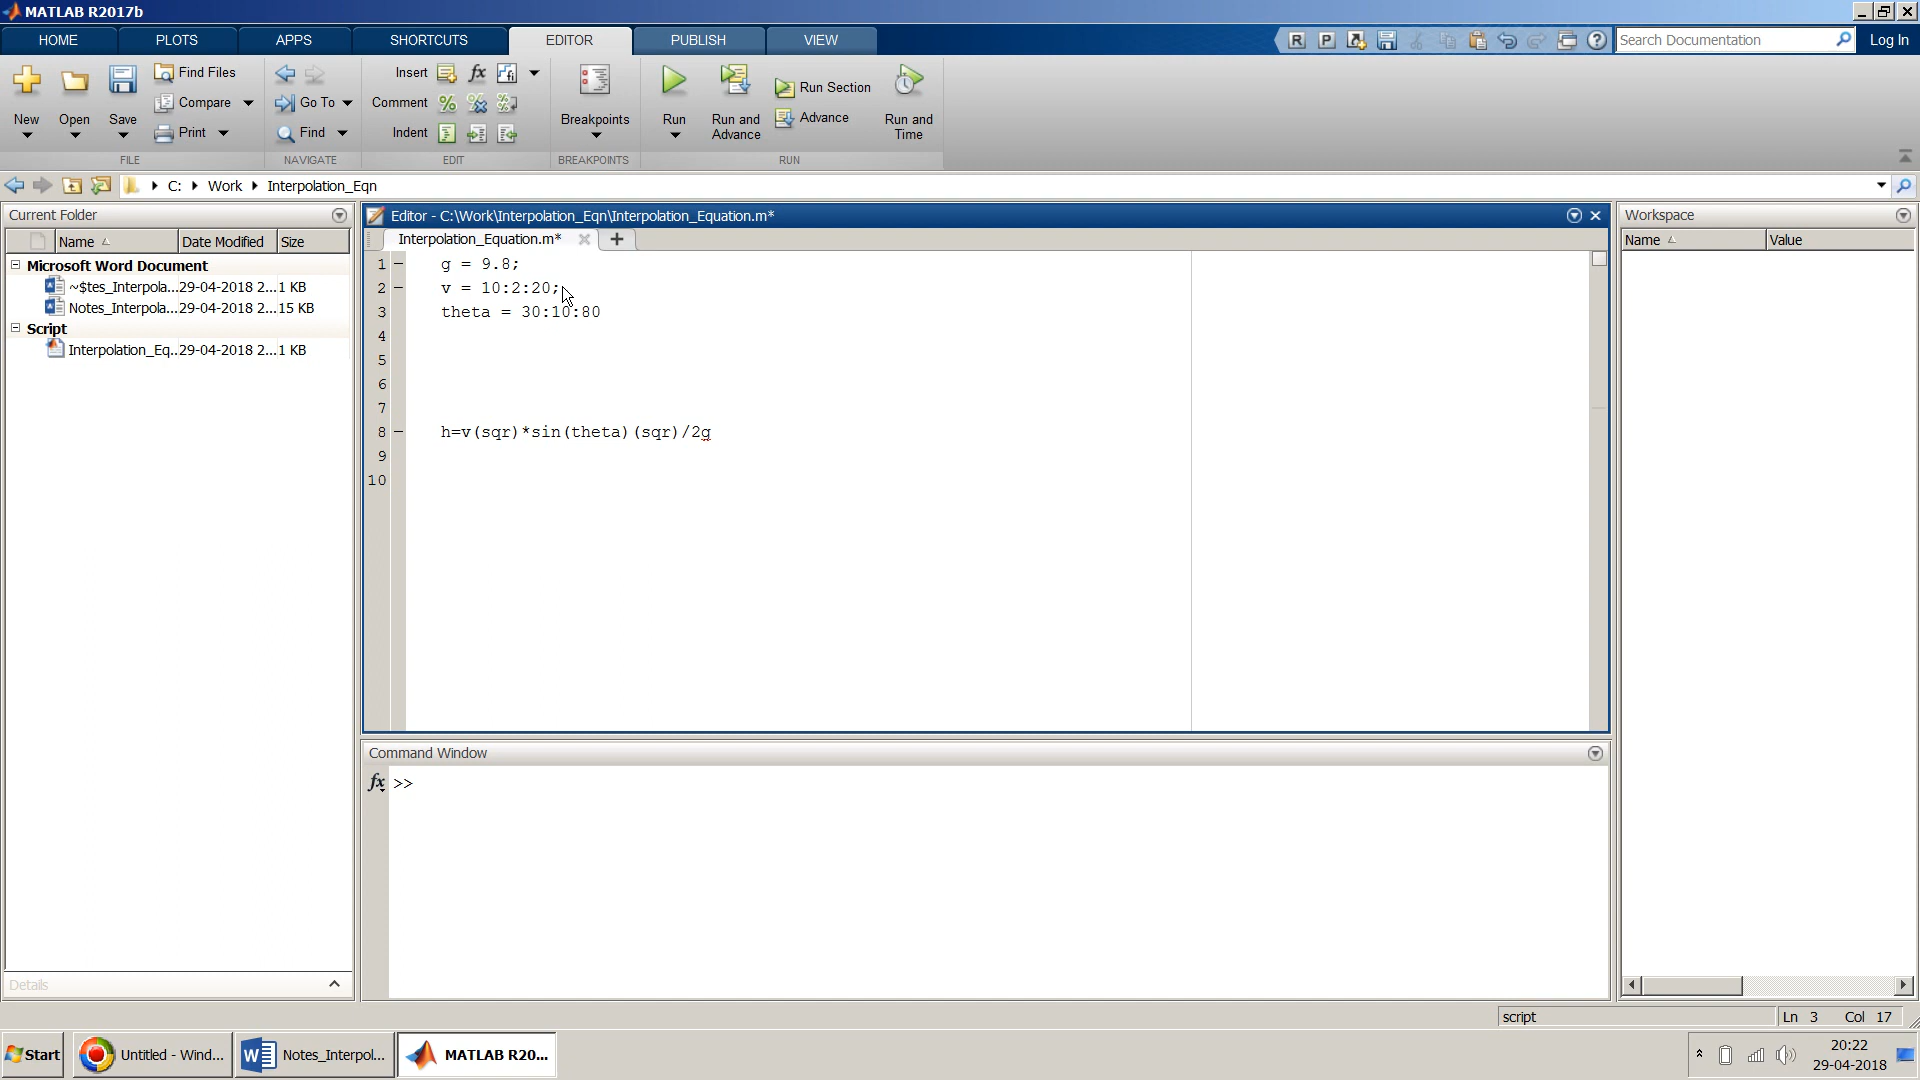 MATLAB R2017b
HOME PLOTS APPS SHORTCUTS EDITOR PUBLISH VIEW Search Documentation Log In
New Open Save Find Files Compare Print
FILE
Go To Find
NAVIGATE
Insert fx
Comment
Indent
EDIT
Breakpoints
BREAKPOINTS
Run Run and Advance Run Section Advance Run and Time
RUN
C: Work Interpolation_Eqn
Current Folder
Name Date Modified Size
Microsoft Word Document
~$tes_Interpola...29-04-2018 2...1 KB
Notes_Interpola...29-04-2018 2...15 KB
Script
Interpolation_Eq..29-04-2018 2...1 KB
Details
Editor - C:\Work\Interpolation_Eqn\Interpolation_Equation.m*
Interpolation_Equation.m*
1 g = 9.8;
2 v = 10:2:20;
3 theta = 30:10:80
4
5
6
7
8 h=v(sqr)*sin(theta)(sqr)/2g
9
10
Command Window
fx >>
Workspace
Name Value
script Ln 3 Col 17
Start Untitled - Wind... Notes_Interpol... MATLAB R20...
20:22
29-04-2018